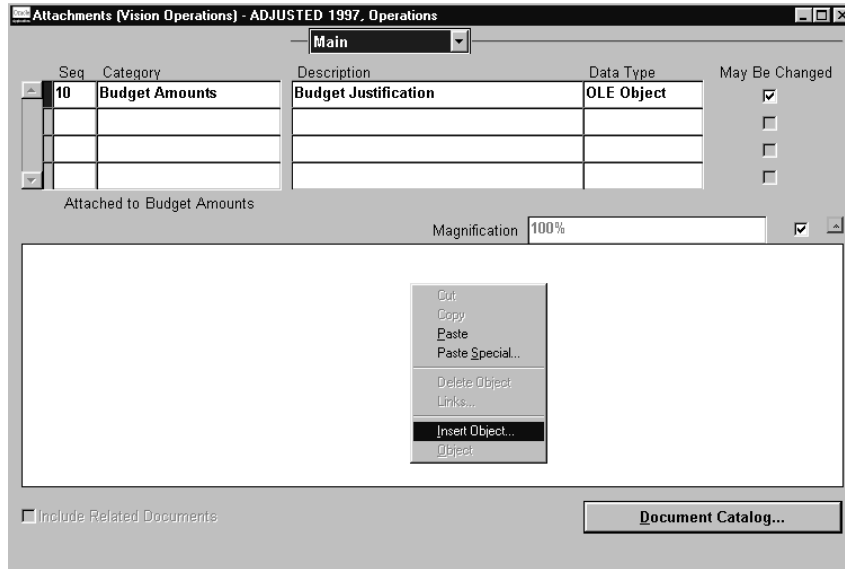 Attachments (Vision Operations) - ADJUSTED 1997, Operations
Main
Seq Category Description Data Type May Be Changed
10 Budget Amounts Budget Justification OLE Object
Attached to Budget Amounts
Magnification 100%
Cut
Copy
Paste
Paste Special...
Delete Object
Links...
Insert Object...
Object
Include Related Documents
Document Catalog...